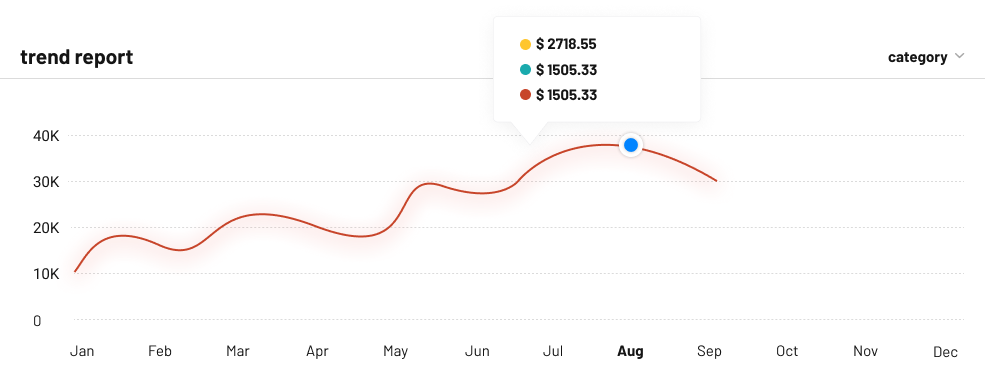 $ 2718.55
$ 1505.33
$ 1505.33
trend report
category
40K
30K
20K
10K
0
Jan Feb Mar Apr May Jun Jul Aug Sep Oct Nov Dec